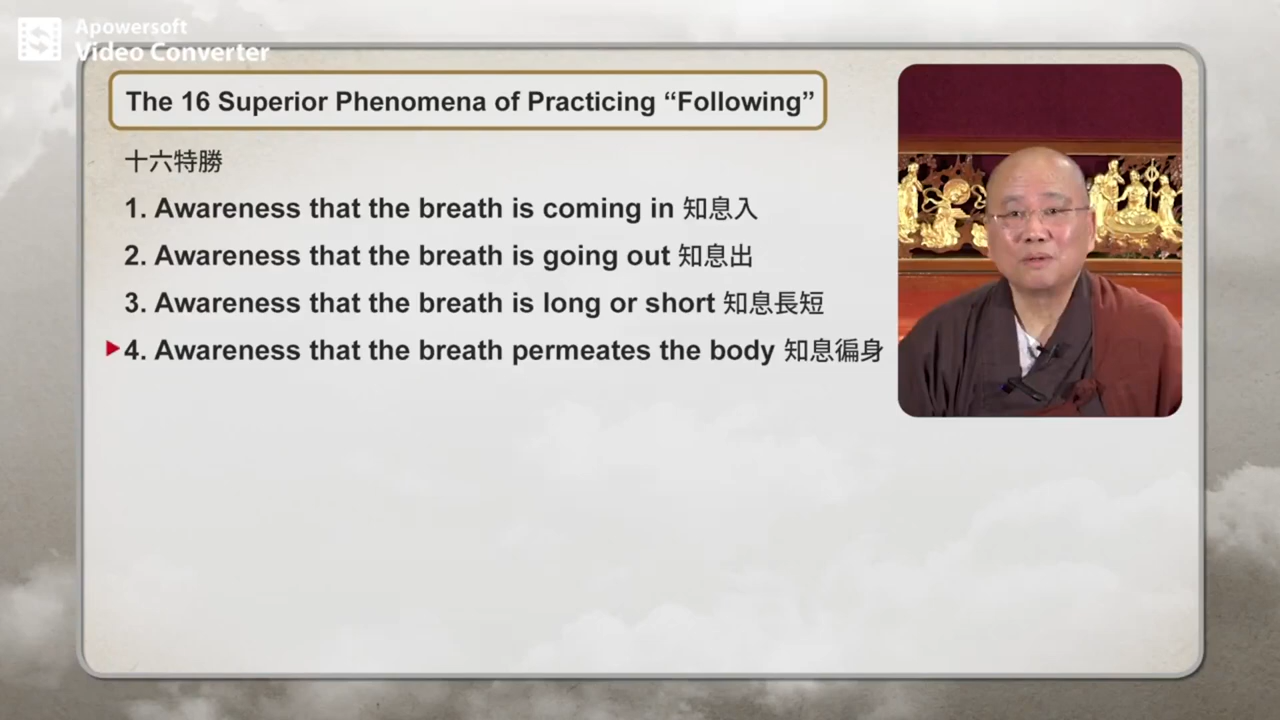 Apowersoft
Video Converter
The 16 Superior Phenomena of Practicing “Following”
十六特勝
1. Awareness that the breath is coming in 知息入
2. Awareness that the breath is going out 知息出
3. Awareness that the breath is long or short 知息長短
4. Awareness that the breath permeates the body 知息徧身